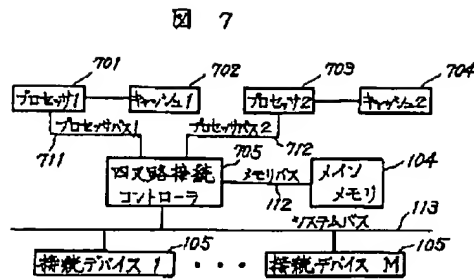 図 7
701 702 703 704
プロセッサ1 キャッシュ1 プロセッサ2 キャッシュ2
プロセッサバス1 プロセッサバス2
711 705 712 104
四叉路接続 メモリバス メイン
コントローラ 112 メモリ
システムバス 113
105 105
接続デバイス 1 ・・・ 接続デバイス M